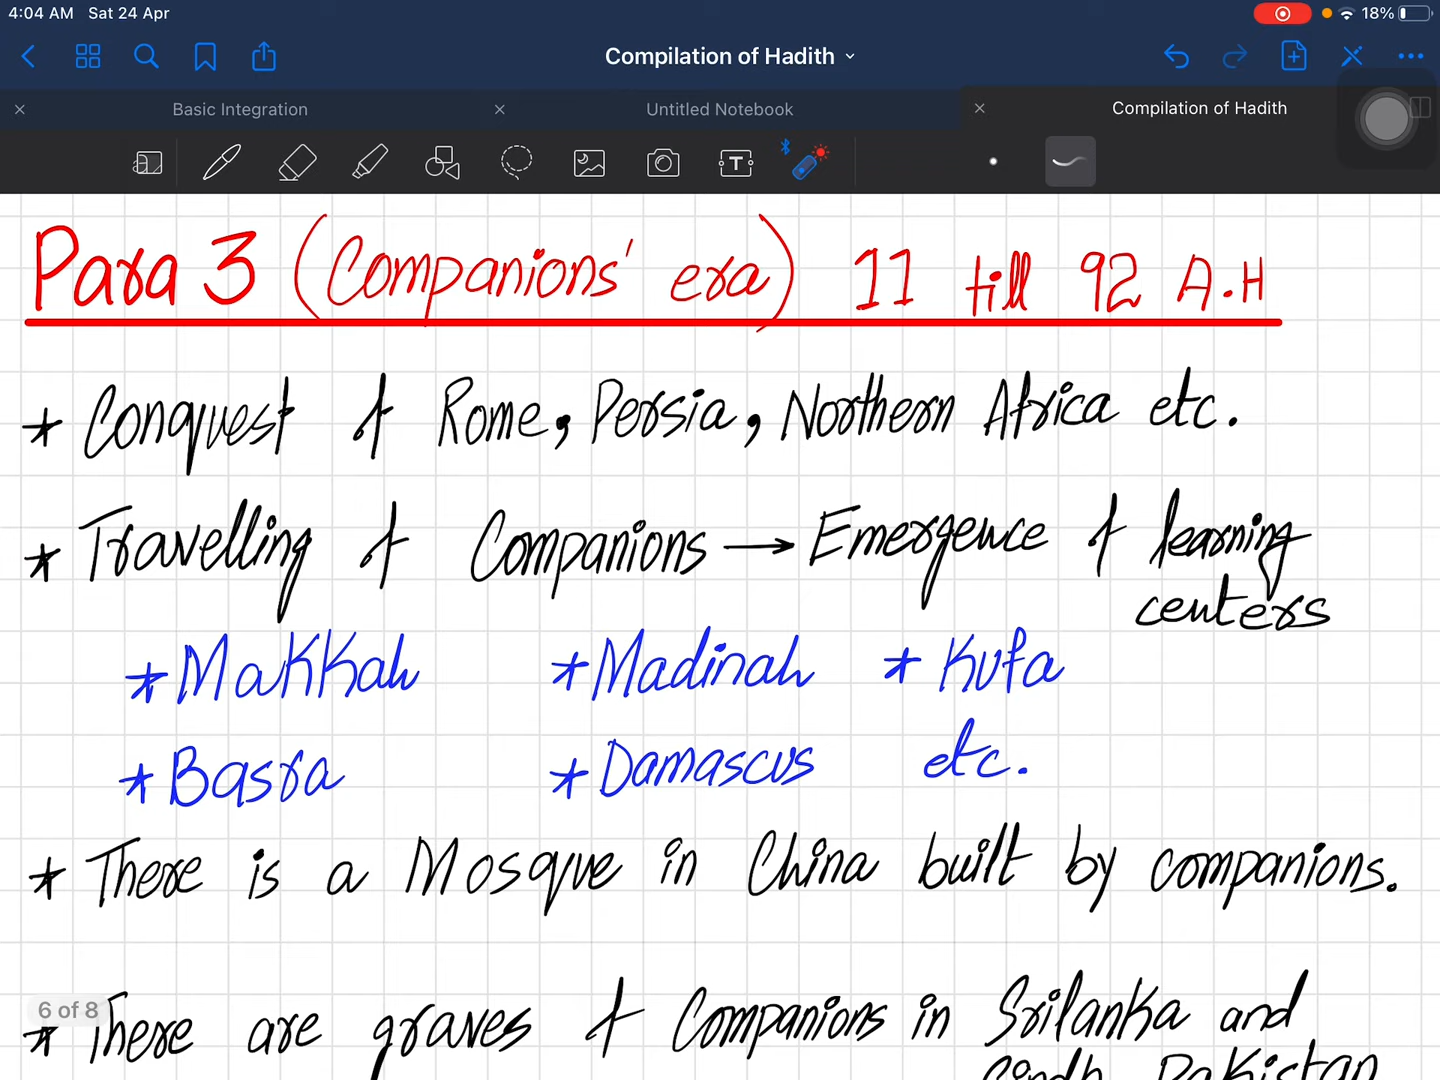 4:04 AM Sat 24 Apr 18%
Compilation of Hadith
Basic Integration Untitled Notebook Compilation of Hadith
Para 3 (Companions' era) 11 till 92 A.H
* Conquest of Rome, Persia, Northern Africa etc.
* Travelling of Companions → Emergence of learning
centers
* Makkah * Madinah * Kufa
* Basra * Damascus etc.
* There is a Mosque in China built by companions.
6 of 8
* There are graves of Companions in Srilanka and
Sindh, Pakistan